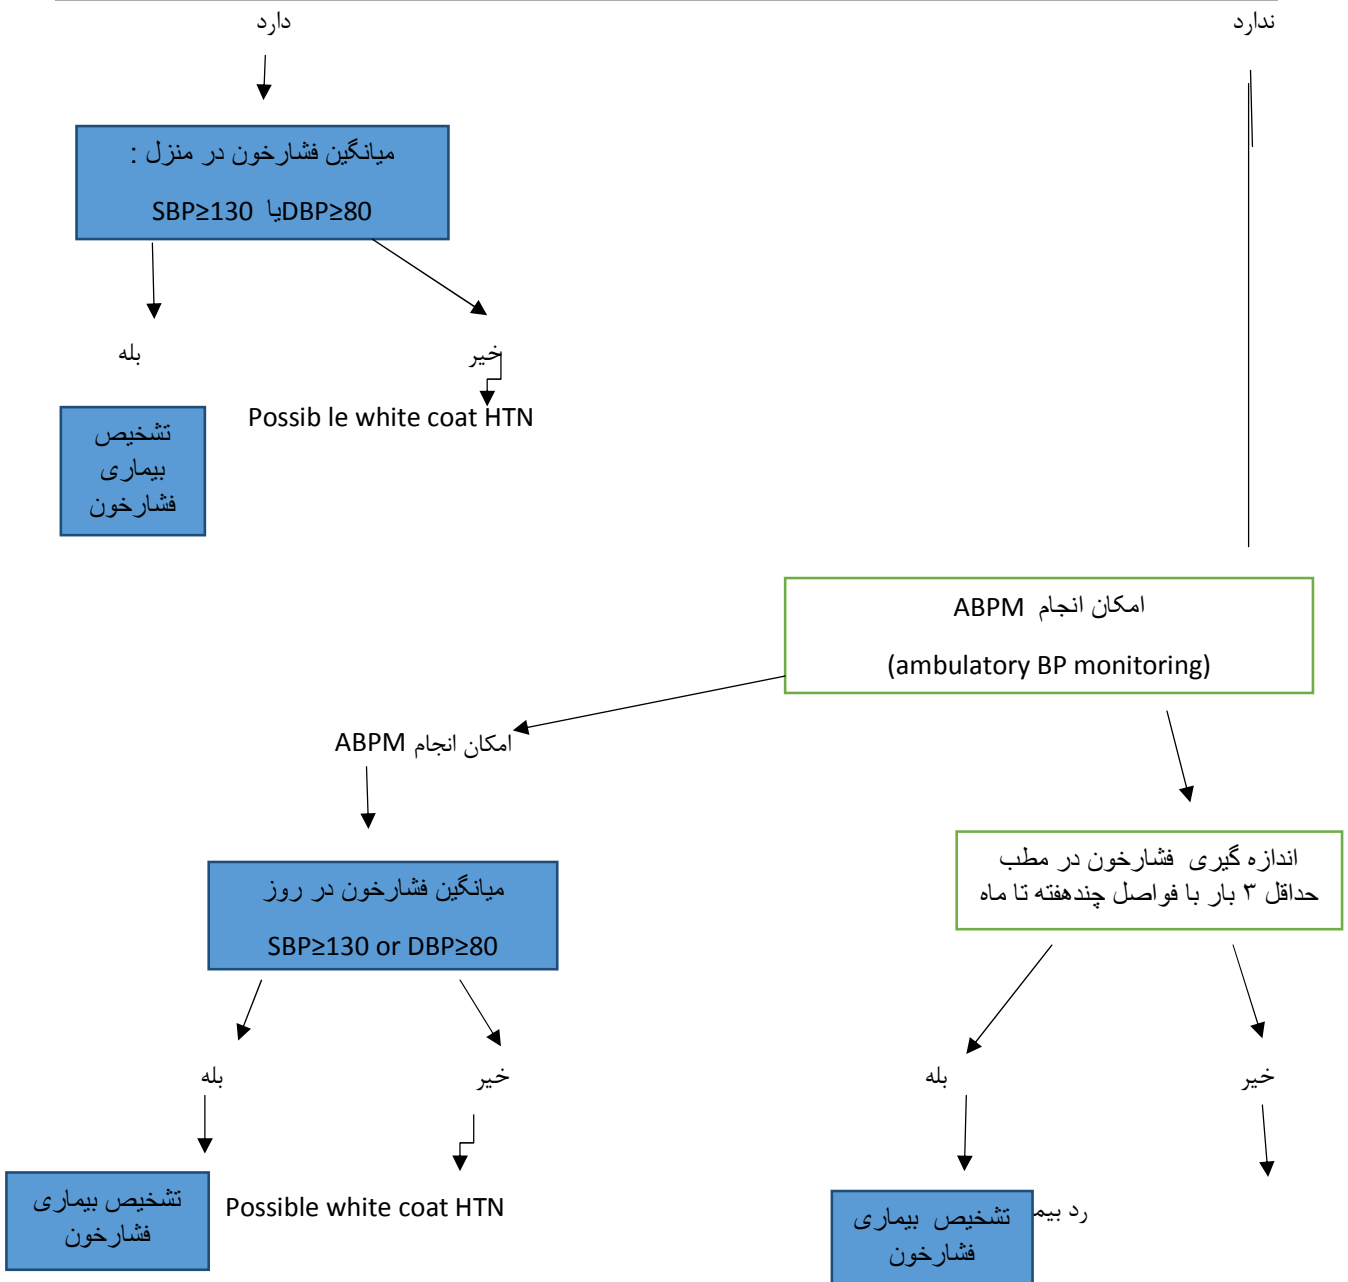 دارد
ندارد
میانگین فشارخون در منزل :
SBP≥130 یا DBP≥80
بله
خیر
تشخیص
بیماری
فشارخون
Possib le white coat HTN
امکان انجام ABPM
(ambulatory BP monitoring)
امکان انجام ABPM
اندازه گیری فشارخون در مطب
حداقل ۳ بار با فواصل چندهفته تا ماه
میانگین فشارخون در روز
SBP≥130 or DBP≥80
بله
خیر
بله
خیر
تشخیص بیماری
فشارخون
Possible white coat HTN
تشخیص بیماری
فشارخون
رد بیم